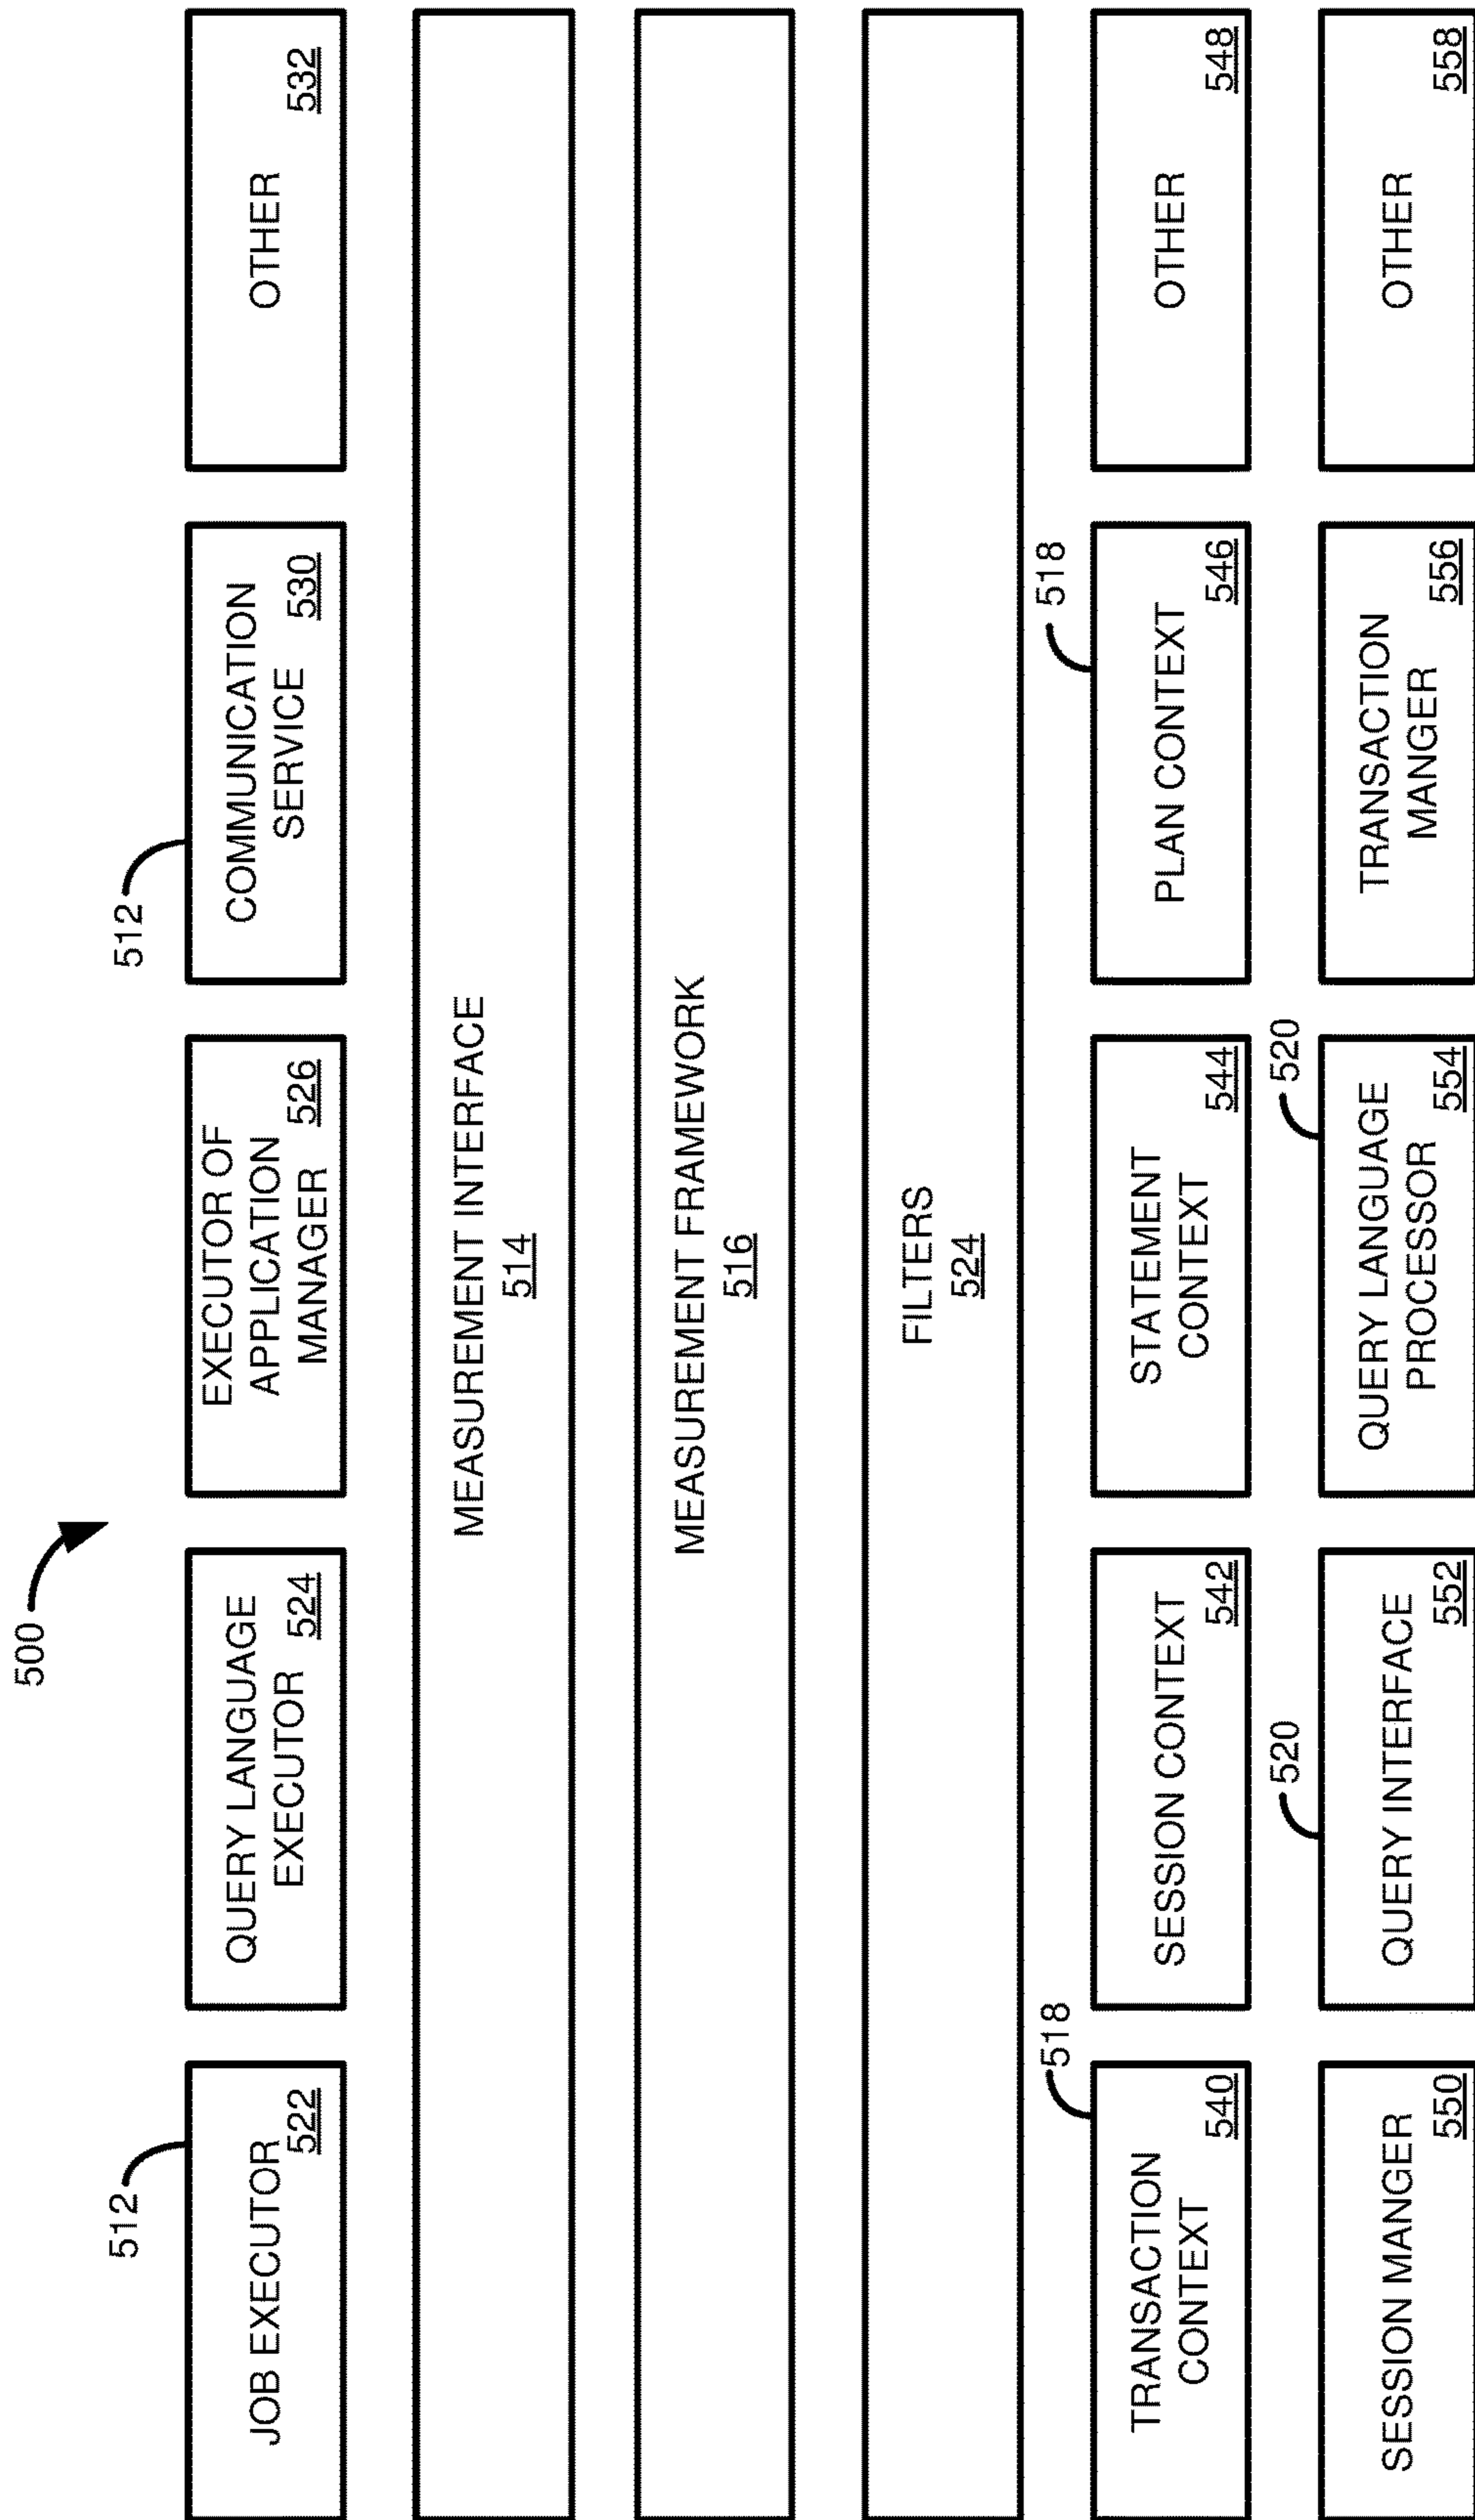 500
512
512
JOB EXECUTOR
522
QUERY LANGUAGE
EXECUTOR
524
EXECUTOR OF
APPLICATION
MANAGER
526
COMMUNICATION
SERVICE
530
OTHER
532
MEASUREMENT INTERFACE
514
MEASUREMENT FRAMEWORK
516
FILTERS
524
518
518
TRANSACTION
CONTEXT
540
SESSION CONTEXT
542
STATEMENT
CONTEXT
544
PLAN CONTEXT
546
OTHER
548
520
520
SESSION MANGER
550
QUERY INTERFACE
552
QUERY LANGUAGE
PROCESSOR
554
TRANSACTION
MANGER
556
OTHER
558